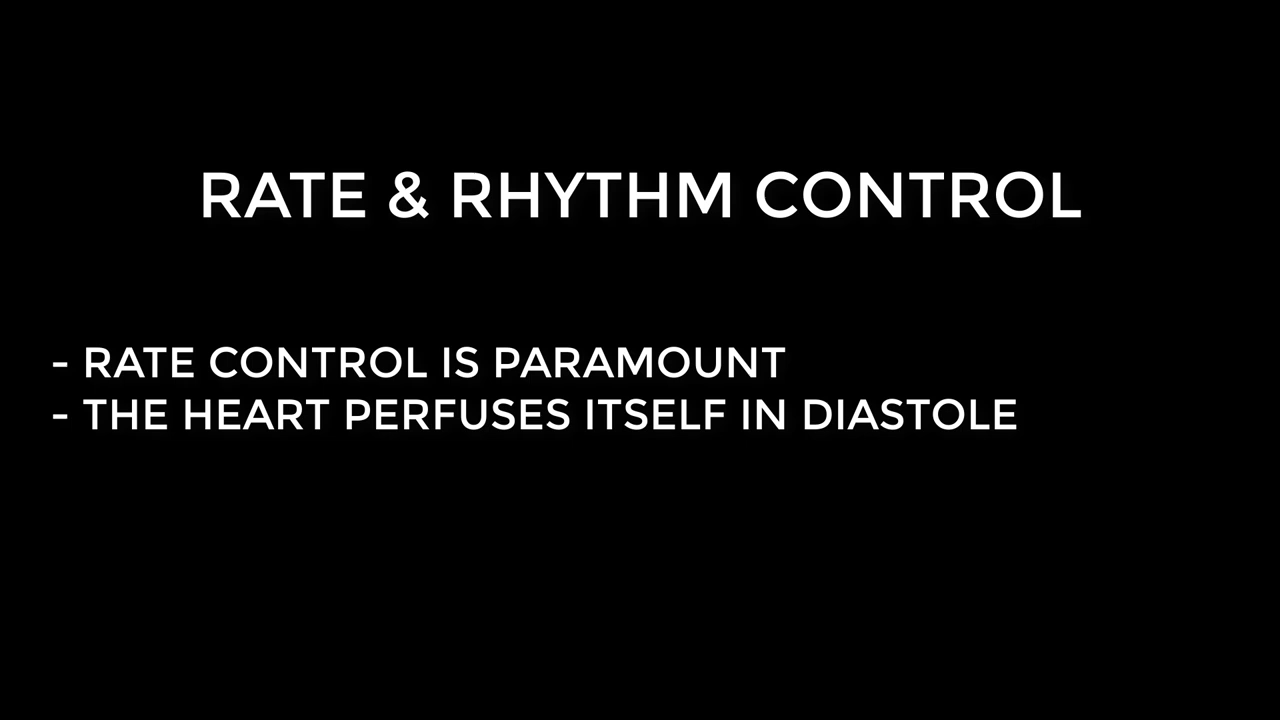 RATE & RHYTHM CONTROL
- RATE CONTROL IS PARAMOUNT
- THE HEART PERFUSES ITSELF IN DIASTOLE